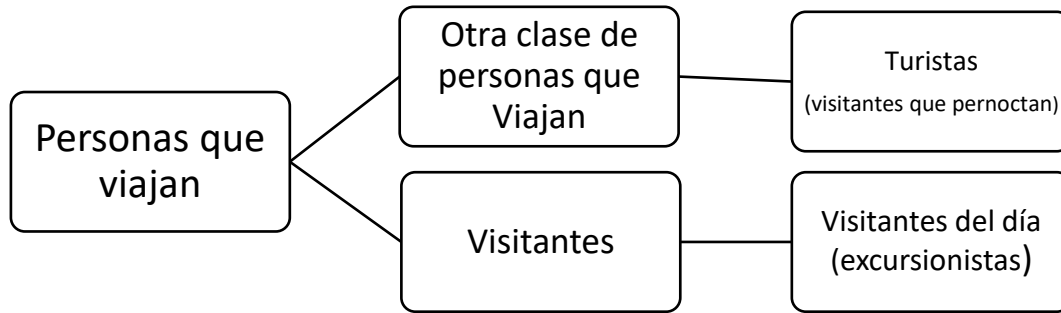 Personas que
viajan
Otra clase de
personas que
Viajan
Turistas
(visitantes que pernoctan)
Visitantes
Visitantes del día
(excursionistas)